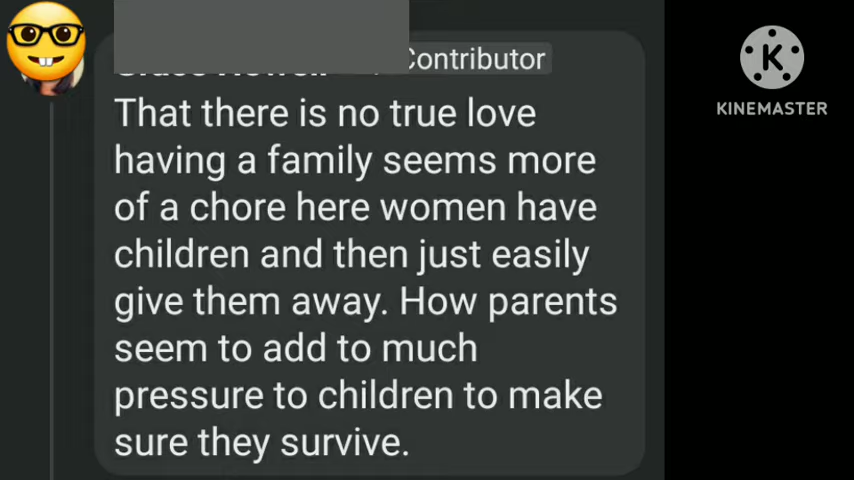 Contributor
That there is no true love
having a family seems more
of a chore here women have
children and then just easily
give them away. How parents
seem to add to much
pressure to children to make
sure they survive.
K
KINEMASTER